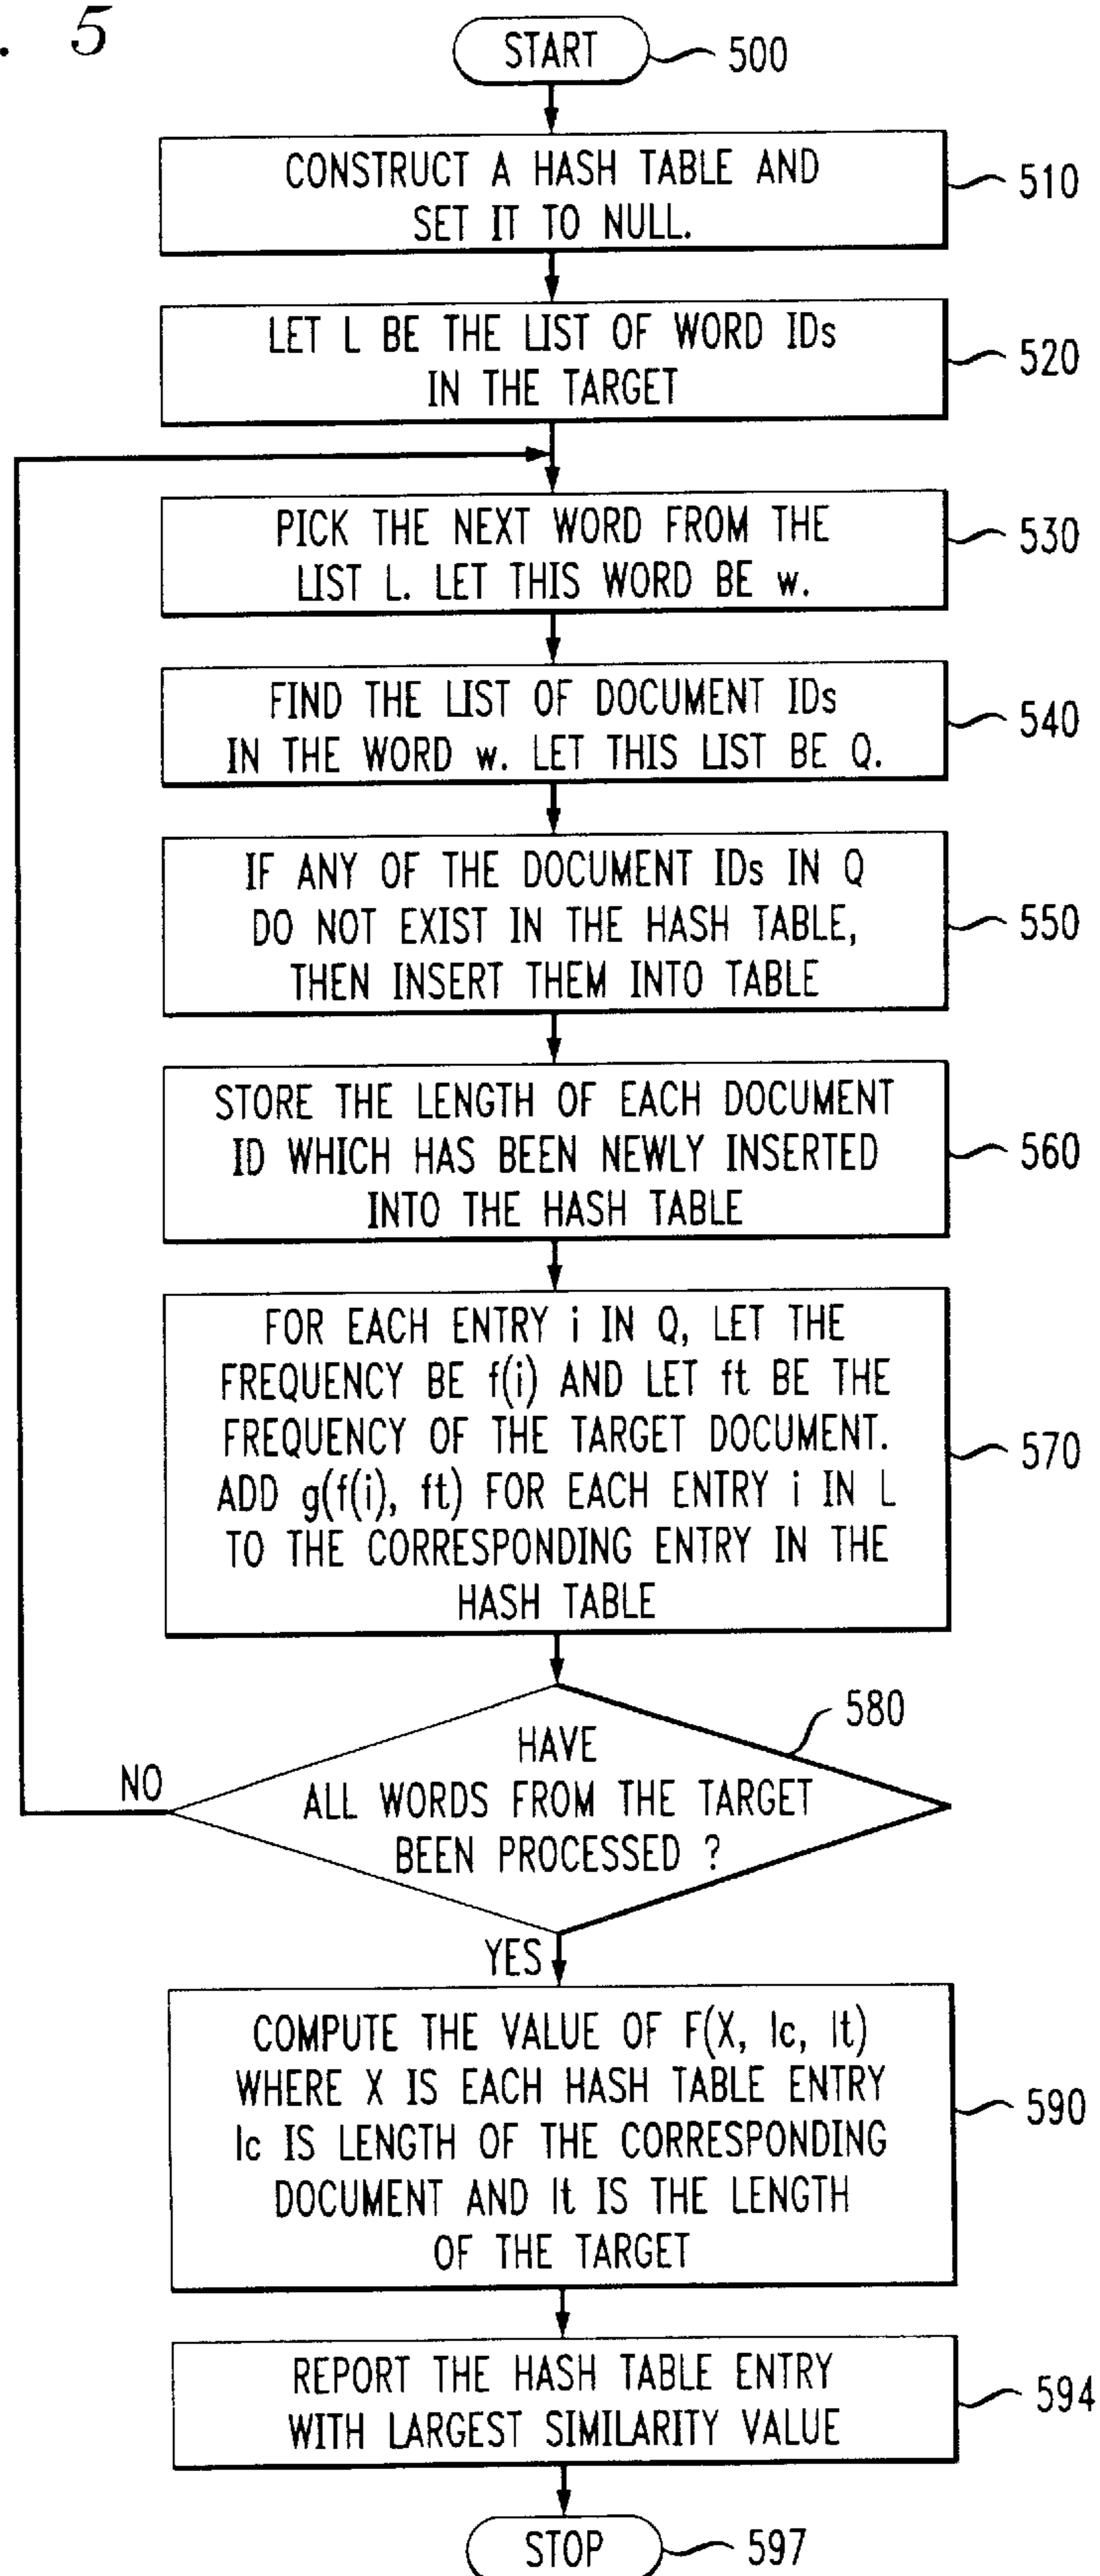 . 5
START
500
CONSTRUCT A HASH TABLE AND
SET IT TO NULL.
510
LET L BE THE LIST OF WORD IDs
IN THE TARGET
520
PICK THE NEXT WORD FROM THE
LIST L. LET THIS WORD BE w.
530
FIND THE LIST OF DOCUMENT IDs
IN THE WORD w. LET THIS LIST BE Q.
540
IF ANY OF THE DOCUMENT IDs IN Q
DO NOT EXIST IN THE HASH TABLE,
THEN INSERT THEM INTO TABLE
550
STORE THE LENGTH OF EACH DOCUMENT
ID WHICH HAS BEEN NEWLY INSERTED
INTO THE HASH TABLE
560
FOR EACH ENTRY i IN Q, LET THE
FREQUENCY BE f(i) AND LET ft BE THE
FREQUENCY OF THE TARGET DOCUMENT.
ADD g(f(i), ft) FOR EACH ENTRY i IN L
TO THE CORRESPONDING ENTRY IN THE
HASH TABLE
570
HAVE
ALL WORDS FROM THE TARGET
BEEN PROCESSED ?
580
NO
YES
COMPUTE THE VALUE OF F(X, lc, lt)
WHERE X IS EACH HASH TABLE ENTRY
lc IS LENGTH OF THE CORRESPONDING
DOCUMENT AND lt IS THE LENGTH
OF THE TARGET
590
REPORT THE HASH TABLE ENTRY
WITH LARGEST SIMILARITY VALUE
594
STOP
597